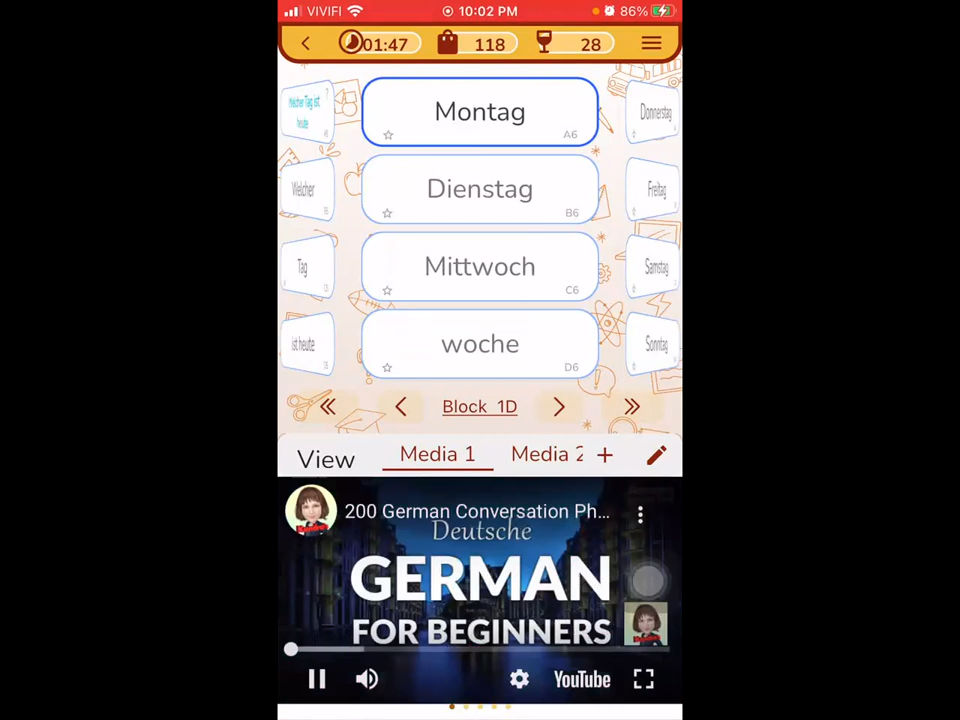 VIVIFI
10:02 PM
86%
01:47
118
28
Welcher Tag ist
heute
?
Montag
A6
Donnerstag
Welcher
Dienstag
B6
Freitag
Tag
Mittwoch
C6
Samstag
ist heute
woche
D6
Sonntag
Block 1D
View
Media 1
Media 2
200 German Conversation Ph...
Deutsche
GERMAN
FOR BEGINNERS
YouTube